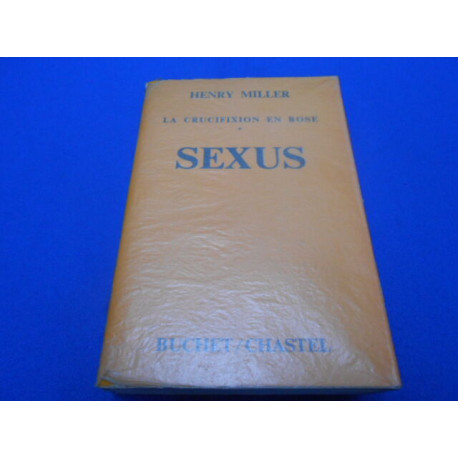 HENRY MILLER
LA CRUCIFIXION EN ROSE
*
SEXUS
BUCHET/CHASTEL